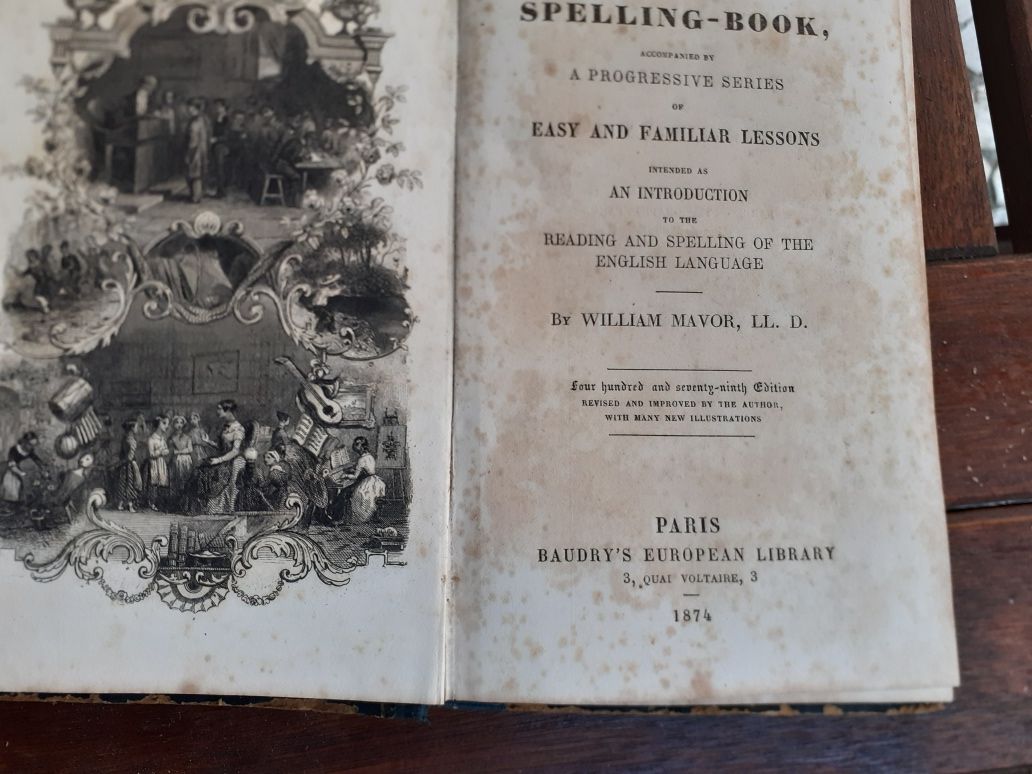 SPELLING-BOOK,
ACCOMPANIED BY
A PROGRESSIVE SERIES
OF
EASY AND FAMILIAR LESSONS
INTENDED AS
AN INTRODUCTION
TO THE
READING AND SPELLING OF THE
ENGLISH LANGUAGE
By WILLIAM MAVOR, LL. D.
Four hundred and seventy-ninth Edition
REVISED AND IMPROVED BY THE AUTHOR,
WITH MANY NEW ILLUSTRATIONS
PARIS
BAUDRY'S EUROPEAN LIBRARY
3, QUAI VOLTAIRE, 3
1874